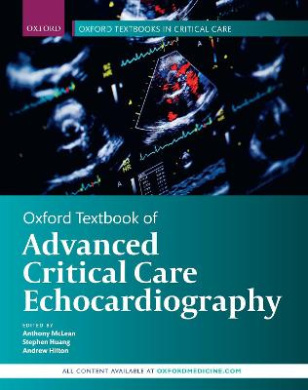 OXFORD
OXFORD TEXTBOOKS IN CRITICAL CARE
Oxford Textbook of
Advanced
Critical Care
Echocardiography
EDITED BY
Anthony McLean
Stephen Huang
Andrew Hilton
ALL CONTENT AVAILABLE AT OXFORDMEDICINE.COM